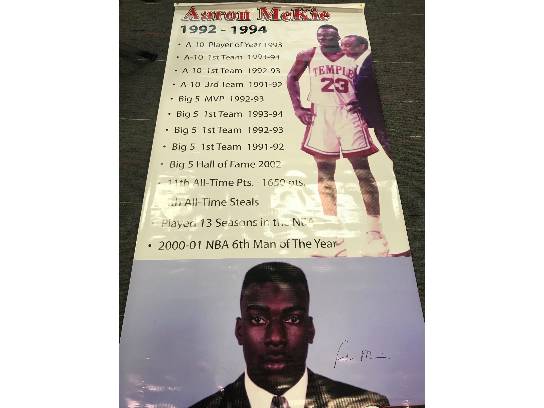 Aaron McKie
1992 - 1994
• A-10 Player of Year 1993
• A-10 1st Team 1993-94
• A-10 1st Team 1992-93
• A-10 3rd Team 1991-92
• Big 5 MVP 1992-93
• Big 5 1st Team 1993-94
• Big 5 1st Team 1992-93
• Big 5 1st Team 1991-92
• Big 5 Hall of Fame 2002
• 11th All-Time Pts. 1650 pts.
All-Time Steals
• Played 13 Seasons in the NBA
• 2000-01 NBA 6th Man of The Year
TEMPLE
23